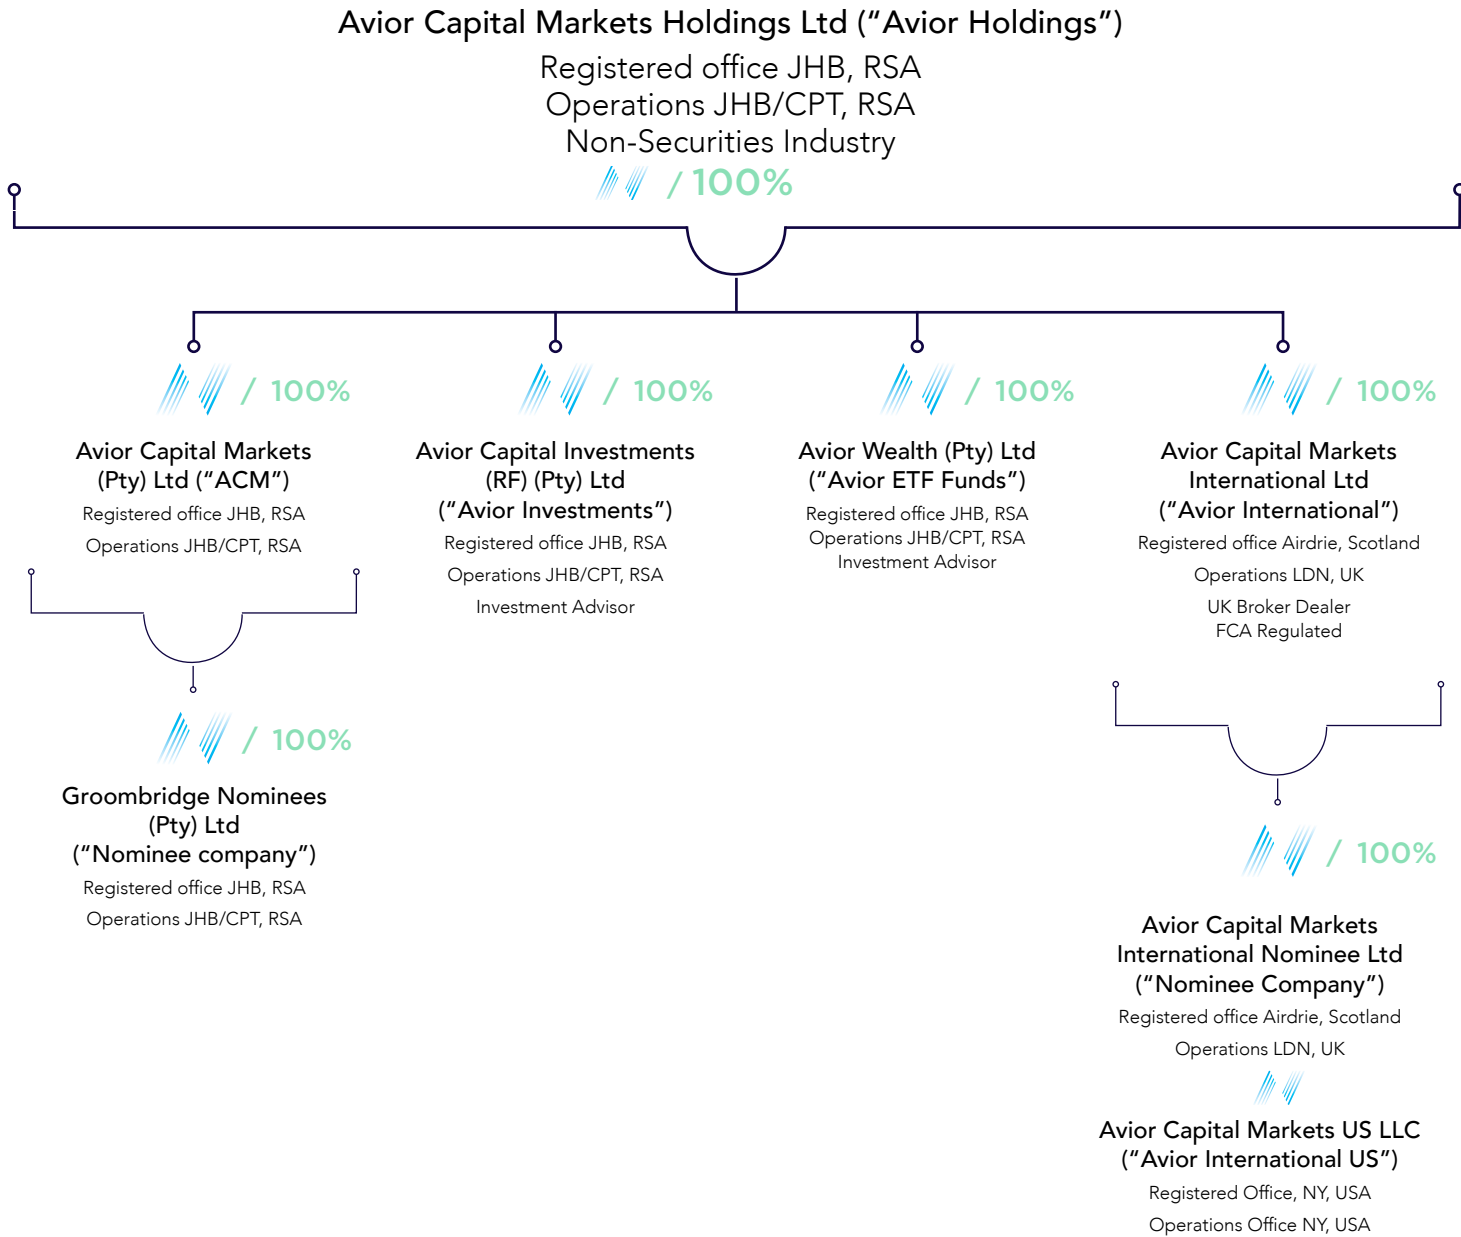 Avior Capital Markets Holdings Ltd (“Avior Holdings”)
Registered office JHB, RSA
Operations JHB/CPT, RSA
Non-Securities Industry
/ 100%
/ 100%
Avior Capital Markets
(Pty) Ltd (“ACM”)
Registered office JHB, RSA
Operations JHB/CPT, RSA
/ 100%
Groombridge Nominees
(Pty) Ltd
(“Nominee company”)
Registered office JHB, RSA
Operations JHB/CPT, RSA
/ 100%
Avior Capital Investments
(RF) (Pty) Ltd
(“Avior Investments”)
Registered office JHB, RSA
Operations JHB/CPT, RSA
Investment Advisor
/ 100%
Avior Wealth (Pty) Ltd
(“Avior ETF Funds”)
Registered office JHB, RSA
Operations JHB/CPT, RSA
Investment Advisor
/ 100%
Avior Capital Markets
International Ltd
(“Avior International”)
Registered office Airdrie, Scotland
Operations LDN, UK
UK Broker Dealer
FCA Regulated
/ 100%
Avior Capital Markets
International Nominee Ltd
(“Nominee Company”)
Registered office Airdrie, Scotland
Operations LDN, UK
Avior Capital Markets US LLC
(“Avior International US”)
Registered Office, NY, USA
Operations Office NY, USA